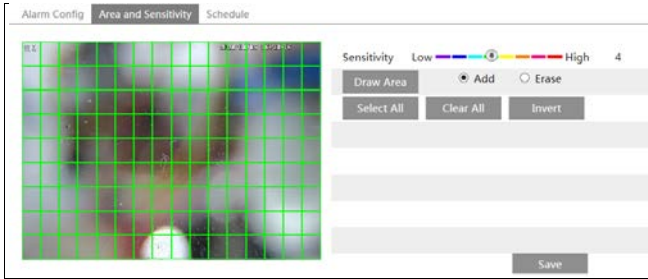 Alarm Config Area and Sensitivity Schedule
Sensitivity Low High 4
Draw Area Add Erase
Select All Clear All Invert
Save